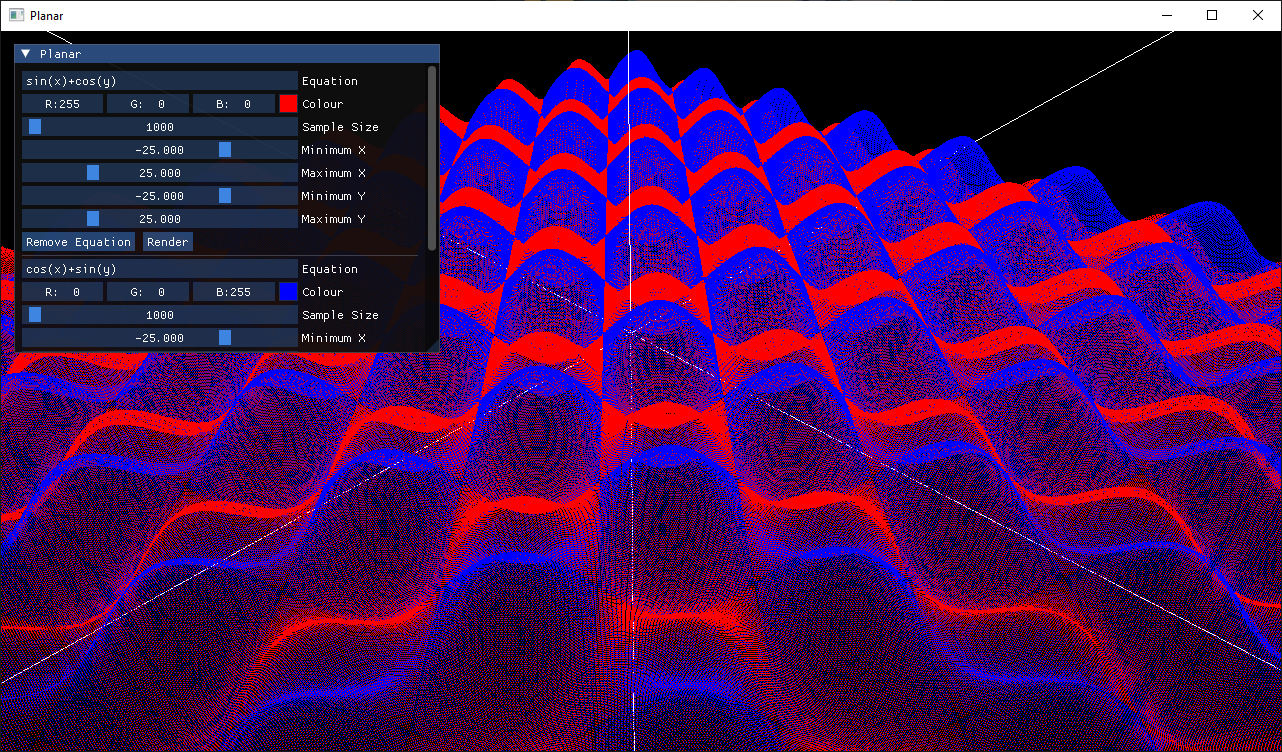 Planar
Planar
sin(x)+cos(y) Equation
R:255 G: 0 B: 0 Colour
1000 Sample Size
-25.000 Minimum X
25.000 Maximum X
-25.000 Minimum Y
25.000 Maximum Y
Remove Equation Render
cos(x)+sin(y) Equation
R: 0 G: 0 B:255 Colour
1000 Sample Size
-25.000 Minimum X